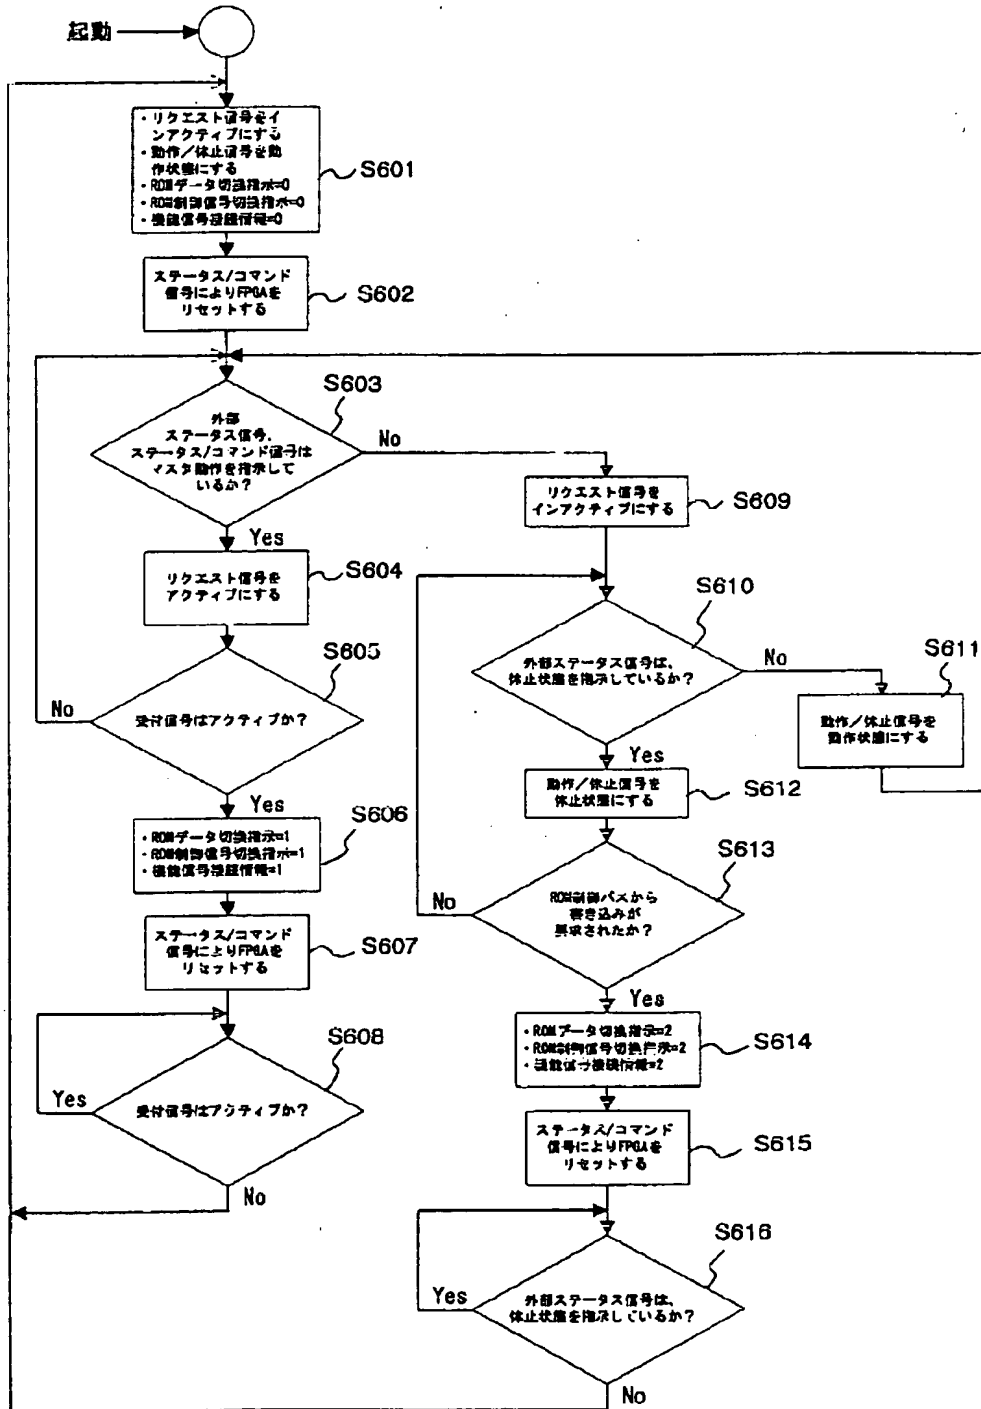 起動
・リクエスト信号をイ
ンアクティブにする
・動作／休止信号を動
作状態にする
・ROMデータ切換指示=0
・ROM制御信号切換指示=0
・機能信号接続情報=0
S601
ステータス/コマンド
信号によりFPGAを
リセットする
S602
S603
外部
ステータス信号、
ステータス/コマンド信号は
マスタ動作を指示して
いるか？
No
Yes
リクエスト信号を
アクティブにする
S604
S605
受付信号はアクティブか？
No
Yes
・ROMデータ切換指示=1
・ROM制御信号切換指示=1
・機能信号接続情報=1
S606
ステータス/コマンド
信号によりFPGAを
リセットする
S607
S608
受付信号はアクティブか？
Yes
No
リクエスト信号を
インアクティブにする
S609
S610
外部ステータス信号は、
休止状態を指示しているか？
No
Yes
S611
動作／休止信号を
動作状態にする
動作／休止信号を
休止状態にする
S612
S613
ROM制御バスから
書き込みが
要求されたか？
No
Yes
・ROMデータ切換指示=2
・ROM制御信号切換指示=2
・機能信号接続情報=2
S614
ステータス/コマンド
信号によりFPGAを
リセットする
S615
S616
外部ステータス信号は、
休止状態を指示しているか？
Yes
No